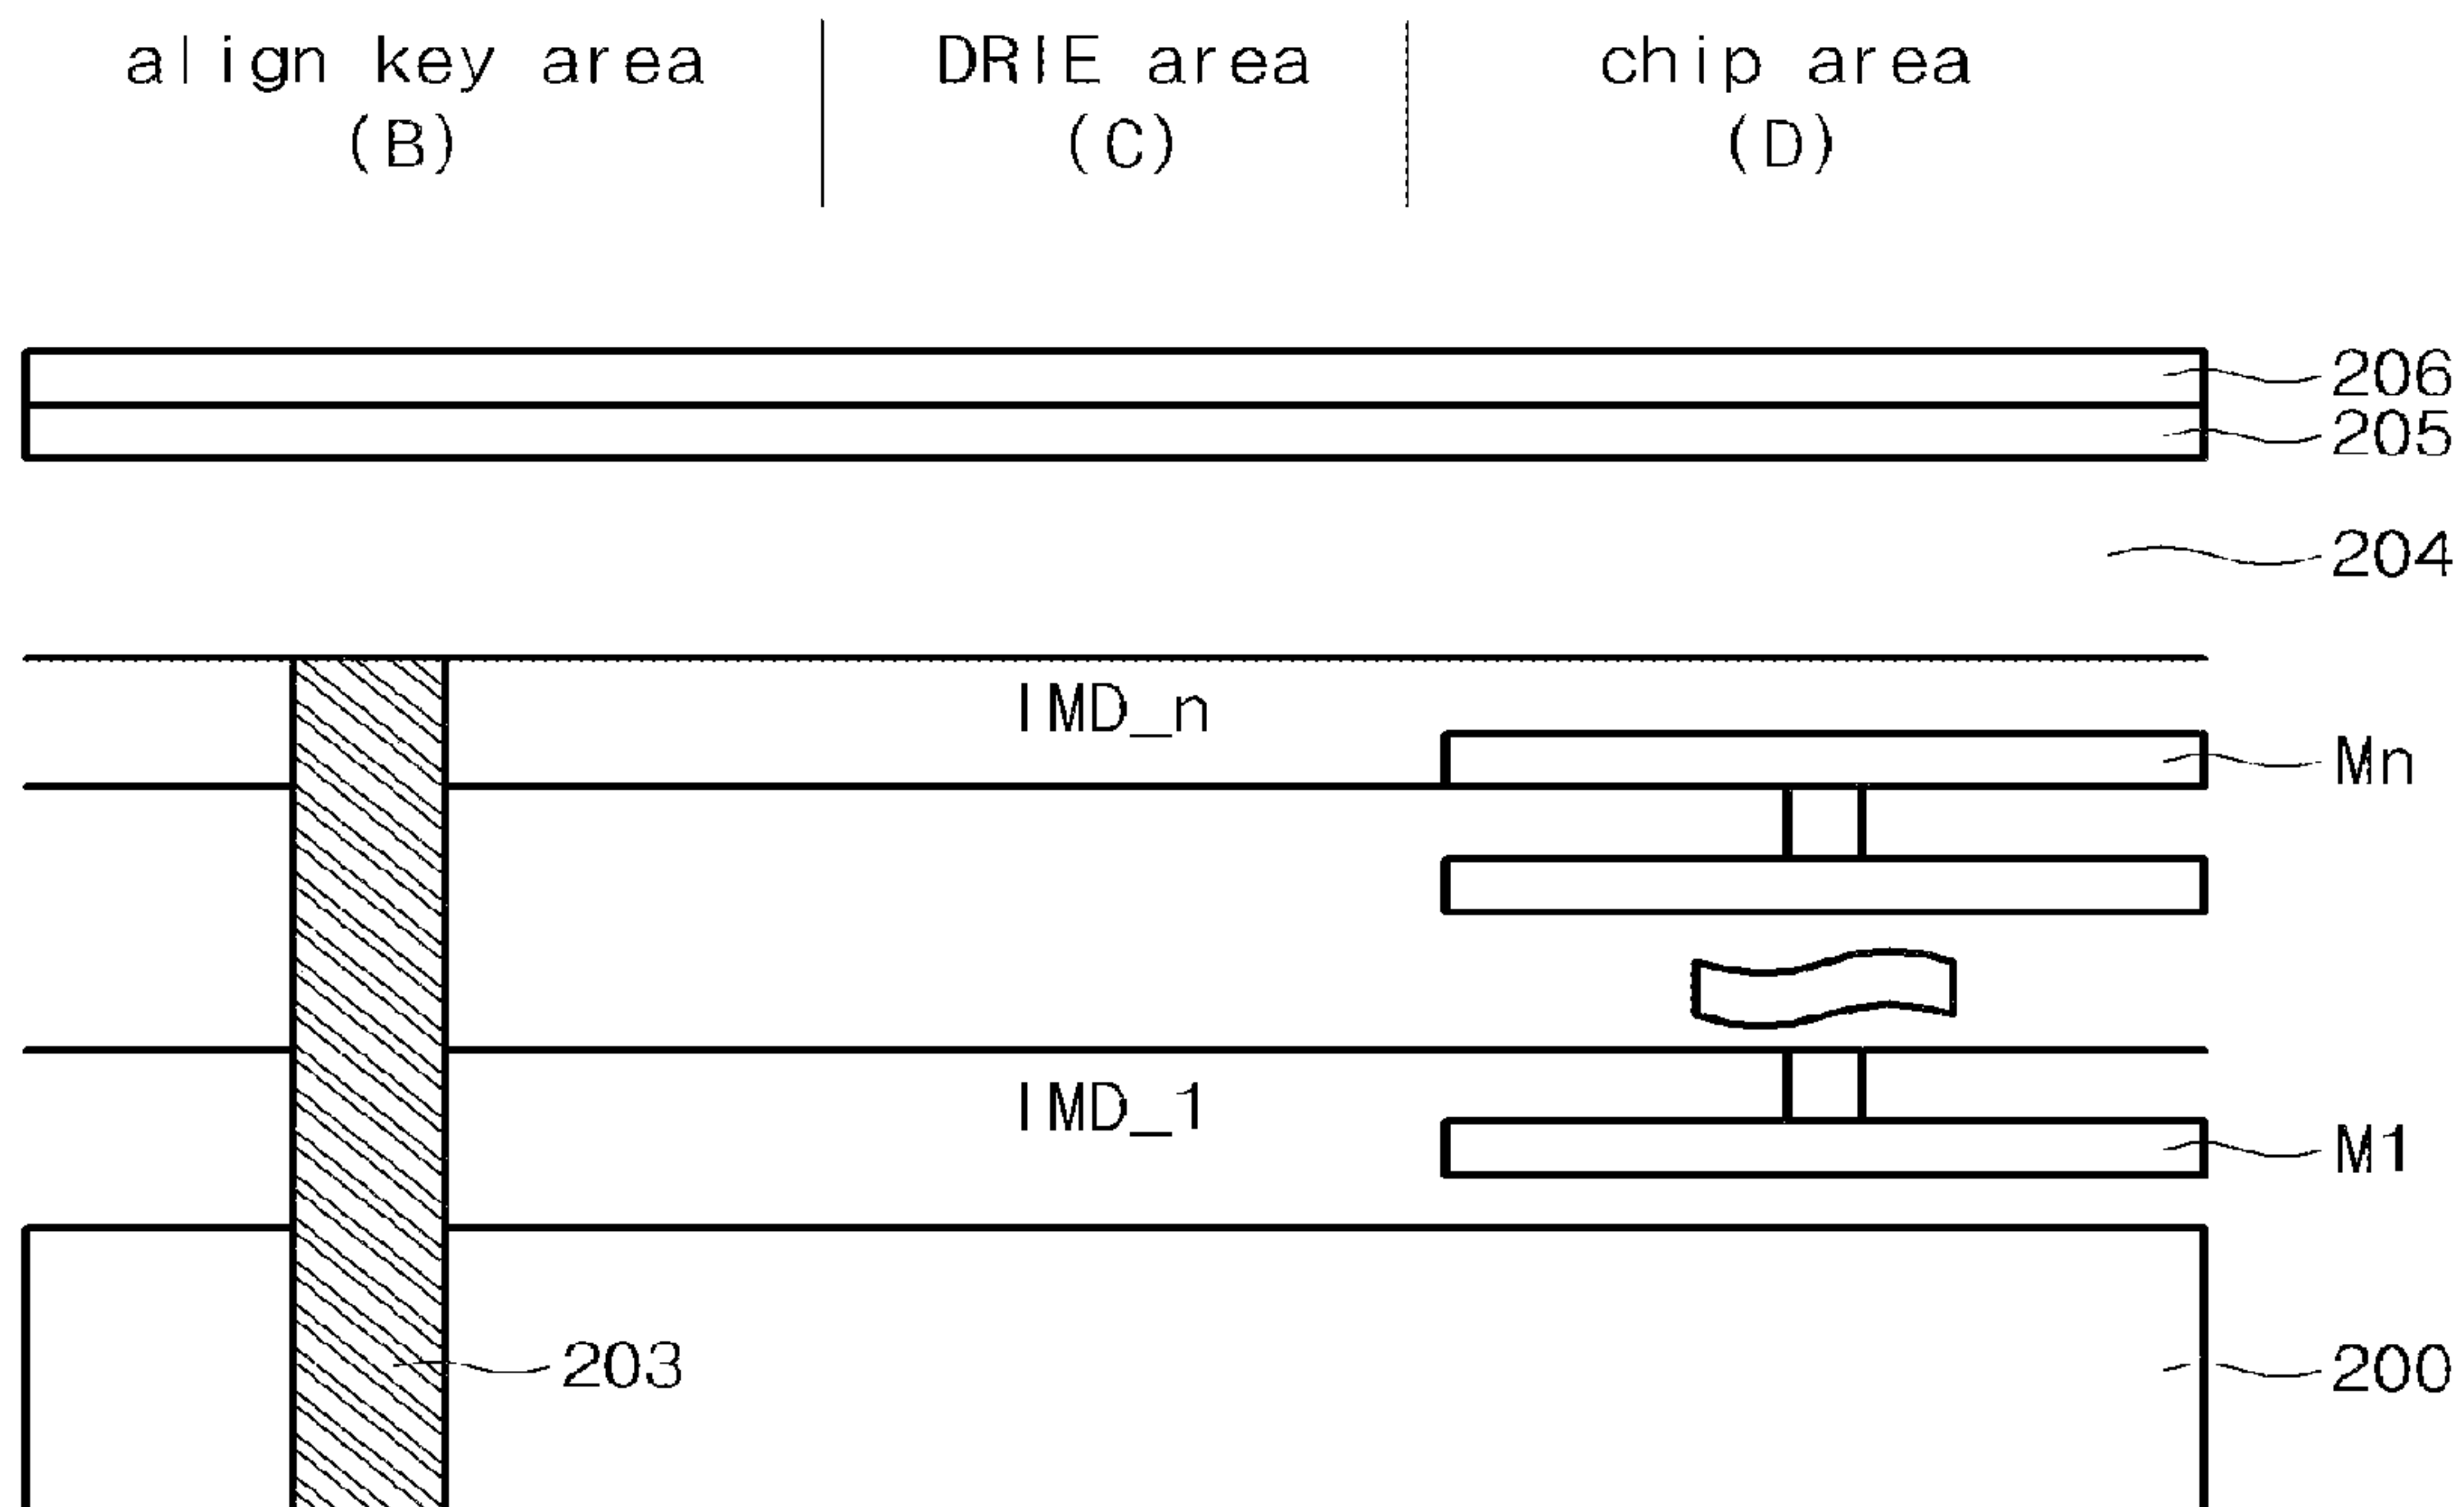 align key area
(B)
DRIE area
(C)
chip area
(D)
206
205
204
IMD_n
Mn
IMD_1
M1
203
200